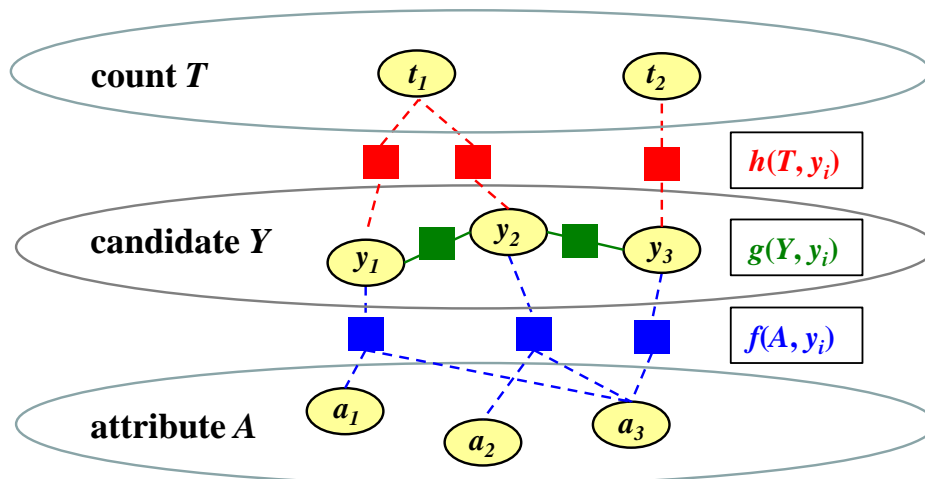 count T
t1
t2
h(T, yi)
candidate Y
y1
y2
y3
g(Y, yi)
f(A, yi)
attribute A
a1
a2
a3